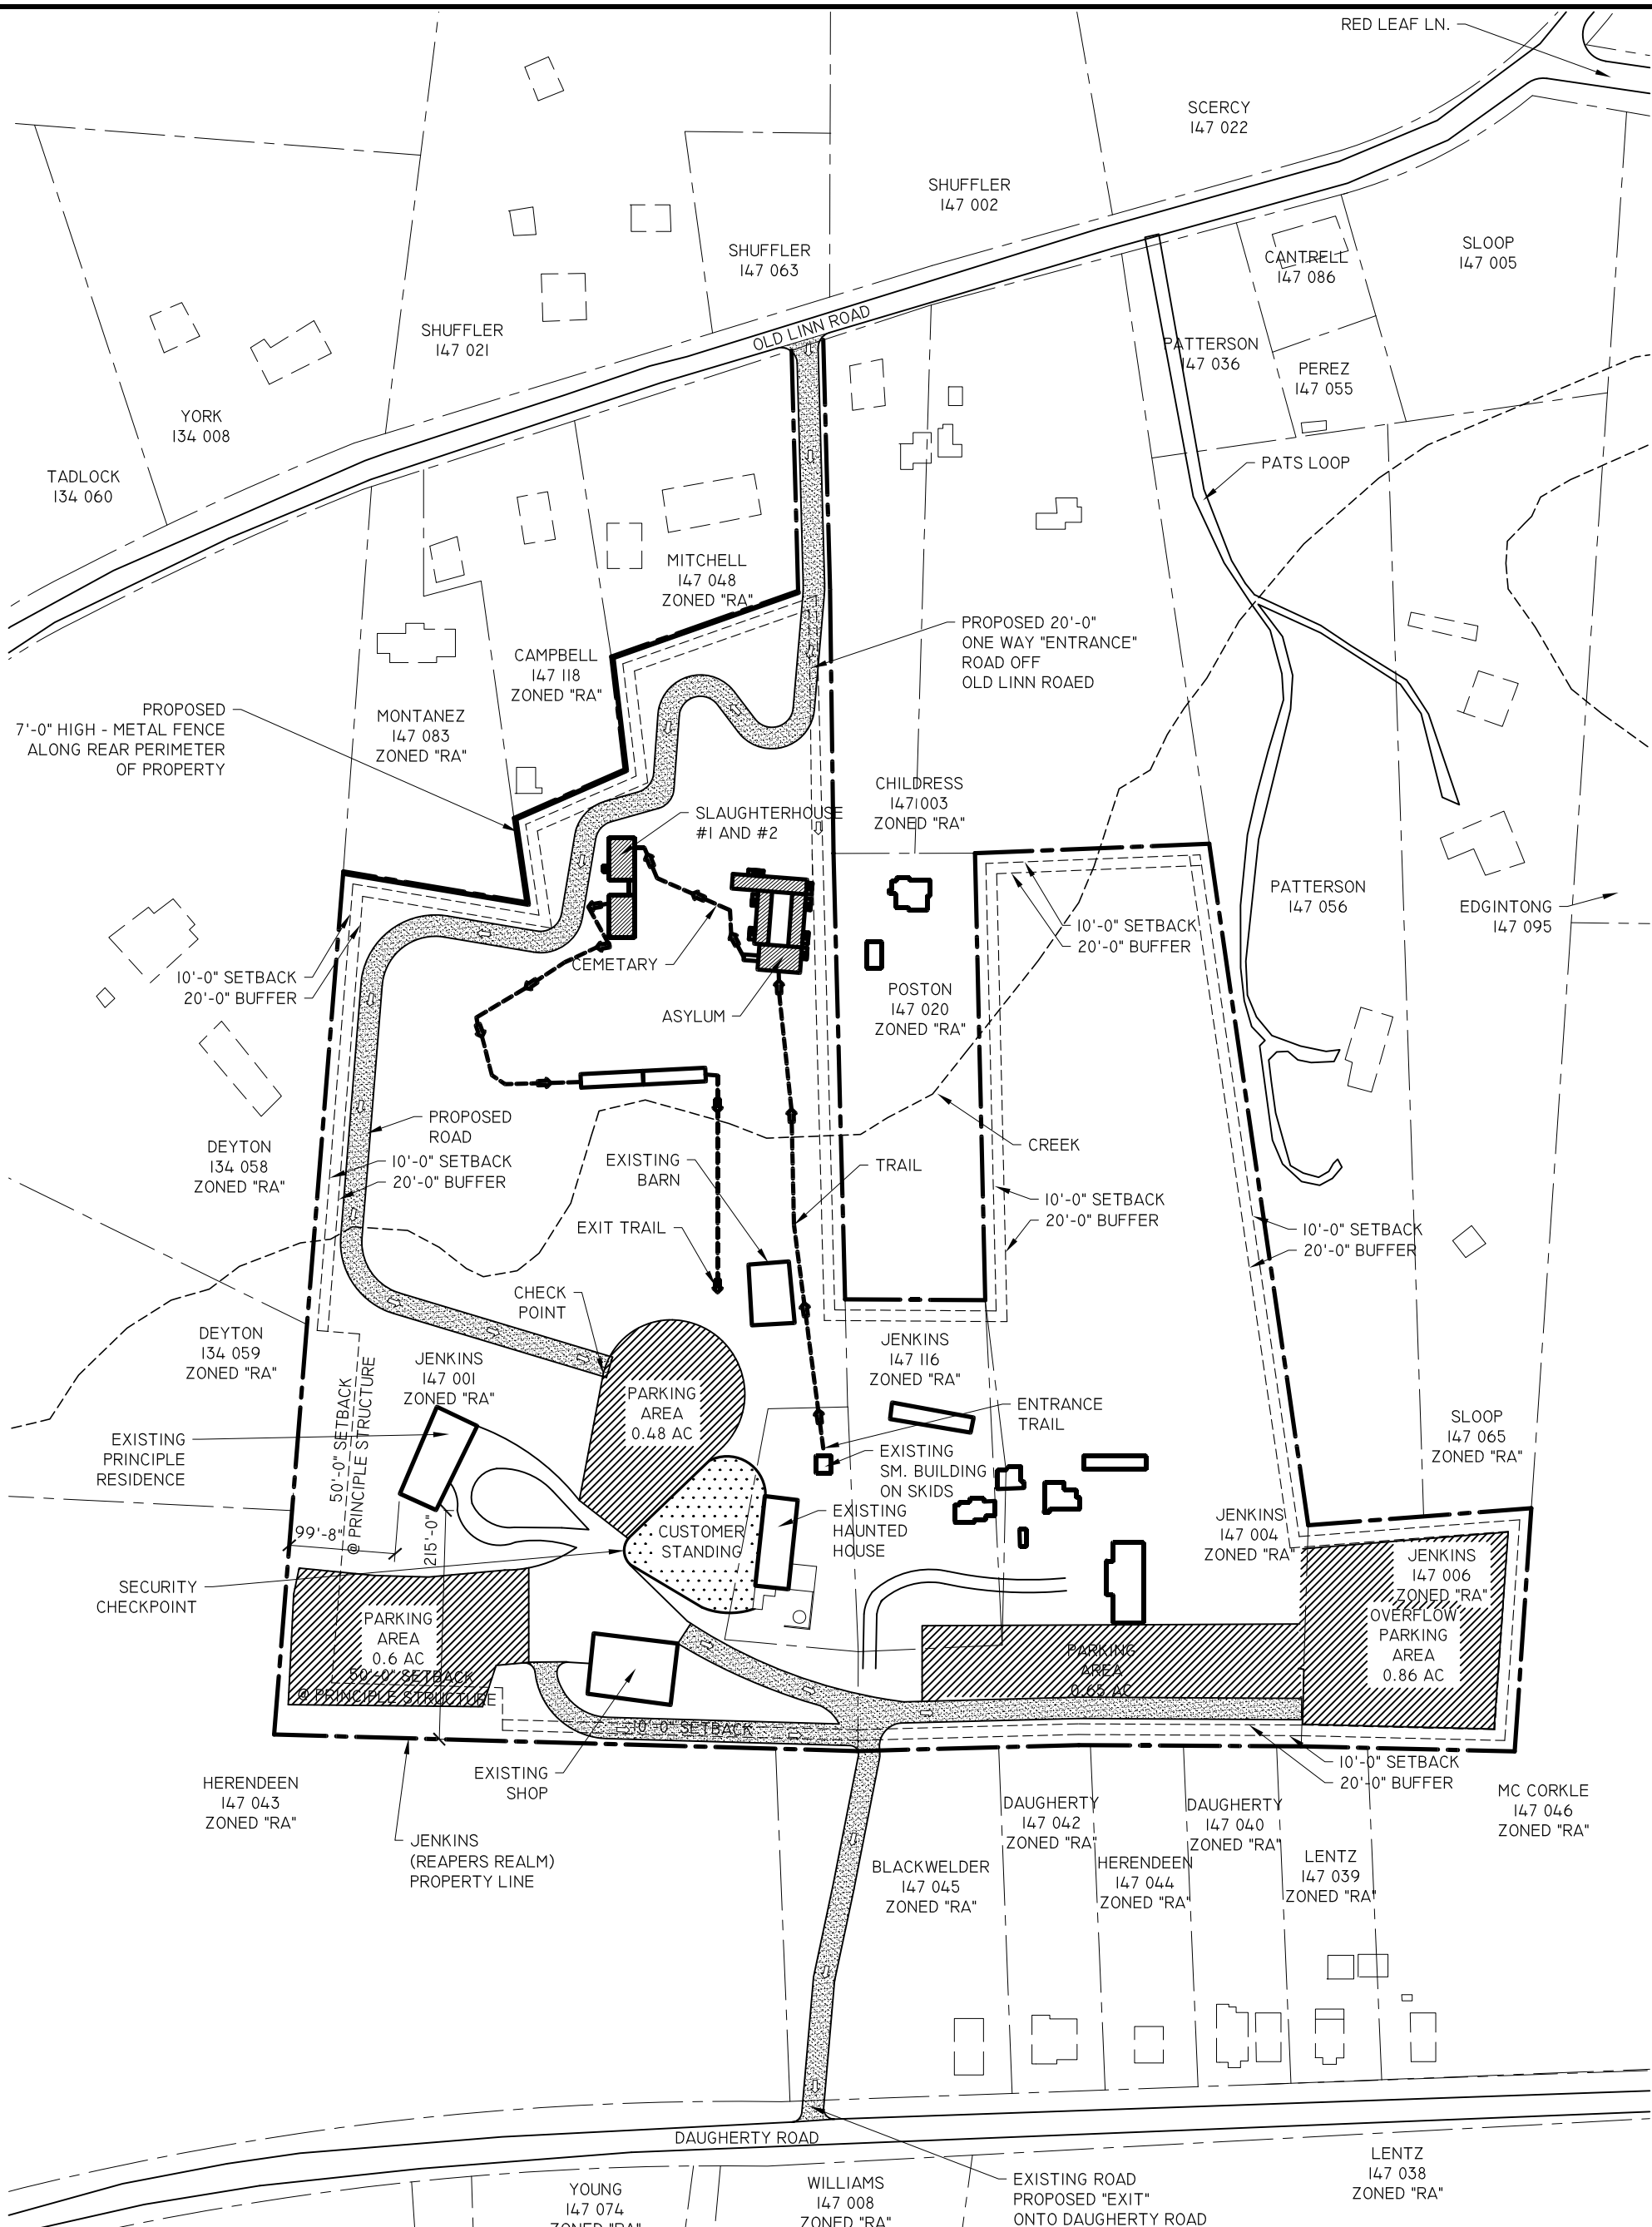 RED LEAF LN.
SCERCY
147 022
SHUFFLER
147 002
SHUFFLER
147 063
CANTRELL
147 086
SLOOP
147 005
OLD LINN ROAD
SHUFFLER
147 021
PATTERSON
147 036
PEREZ
147 055
YORK
134 008
TADLOCK
134 060
PATS LOOP
MITCHELL
147 048
ZONED "RA"
PROPOSED 20'-0"
ONE WAY "ENTRANCE"
ROAD OFF
OLD LINN ROAED
CAMPBELL
147 118
ZONED "RA"
PROPOSED
7'-0" HIGH - METAL FENCE
ALONG REAR PERIMETER
OF PROPERTY
MONTANEZ
147 083
ZONED "RA"
CHILDRESS
147 003
ZONED "RA"
SLAUGHTERHOUSE
#1 AND #2
PATTERSON
147 056
EDGINTONG
147 095
10'-0" SETBACK
20'-0" BUFFER
10'-0" SETBACK
20'-0" BUFFER
CEMETARY
ASYLUM
POSTON
147 020
ZONED "RA"
PROPOSED
ROAD
10'-0" SETBACK
20'-0" BUFFER
DEYTON
134 058
ZONED "RA"
EXISTING
BARN
TRAIL
CREEK
10'-0" SETBACK
20'-0" BUFFER
10'-0" SETBACK
20'-0" BUFFER
EXIT TRAIL
CHECK
POINT
DEYTON
134 059
ZONED "RA"
JENKINS
147 001
ZONED "RA"
JENKINS
147 116
ZONED "RA"
50'-0" SETBACK
@ PRINCIPLE STRUCTURE
PARKING
AREA
0.48 AC
ENTRANCE
TRAIL
SLOOP
147 065
ZONED "RA"
EXISTING
PRINCIPLE
RESIDENCE
EXISTING
SM. BUILDING
ON SKIDS
EXISTING
HAUNTED
HOUSE
CUSTOMER
STANDING
JENKINS
147 004
ZONED "RA"
99'-8"
215'-0"
JENKINS
147 006
ZONED "RA"
OVERFLOW
PARKING
AREA
0.86 AC
SECURITY
CHECKPOINT
PARKING
AREA
0.6 AC
50'-0" SETBACK
@ PRINCIPLE STRUCTURE
PARKING
AREA
0.65 AC
10'-0" SETBACK
10'-0" SETBACK
20'-0" BUFFER
EXISTING
SHOP
HERENDEEN
147 043
ZONED "RA"
MC CORKLE
147 046
ZONED "RA"
DAUGHERTY
147 042
ZONED "RA"
DAUGHERTY
147 040
ZONED "RA"
JENKINS
(REAPERS REALM)
PROPERTY LINE
BLACKWELDER
147 045
ZONED "RA"
HERENDEEN
147 044
ZONED "RA"
LENTZ
147 039
ZONED "RA"
DAUGHERTY ROAD
LENTZ
147 038
ZONED "RA"
YOUNG
147 074
ZONED "RA"
WILLIAMS
147 008
ZONED "RA"
EXISTING ROAD
PROPOSED "EXIT"
ONTO DAUGHERTY ROAD